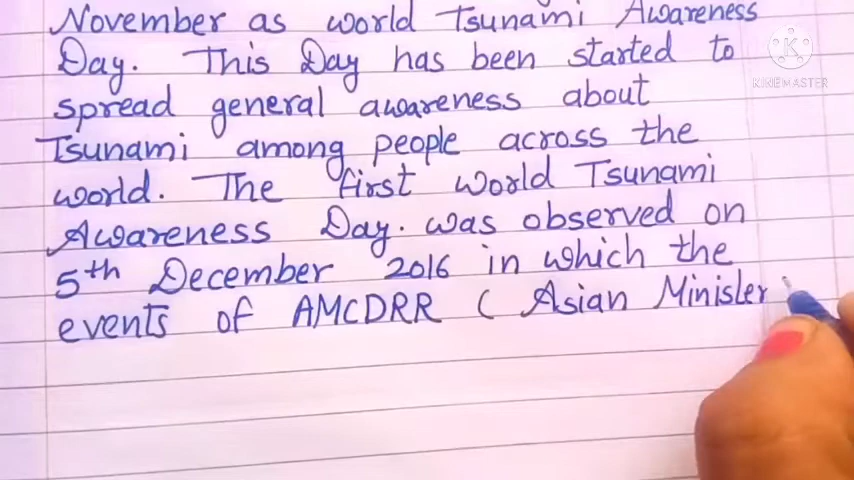 November as world Tsunami Awareness
Day. This Day has been started to
spread general awareness about
Tsunami among people across the
world. The first world Tsunami
Awareness Day. was observed on
5th December 2016 in which the
events of AMCDRR ( Asian Minister
K
KINEMASTER